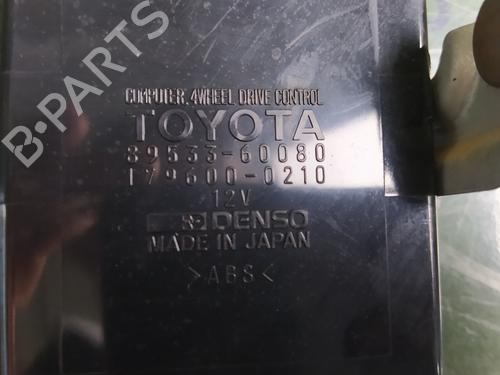 COMPUTER, 4WHEEL DRIVE CONTROL
TOYOTA
89533-60080
179600-0210
12V
DENSO
MADE IN JAPAN
>ABS<
B-PARTS